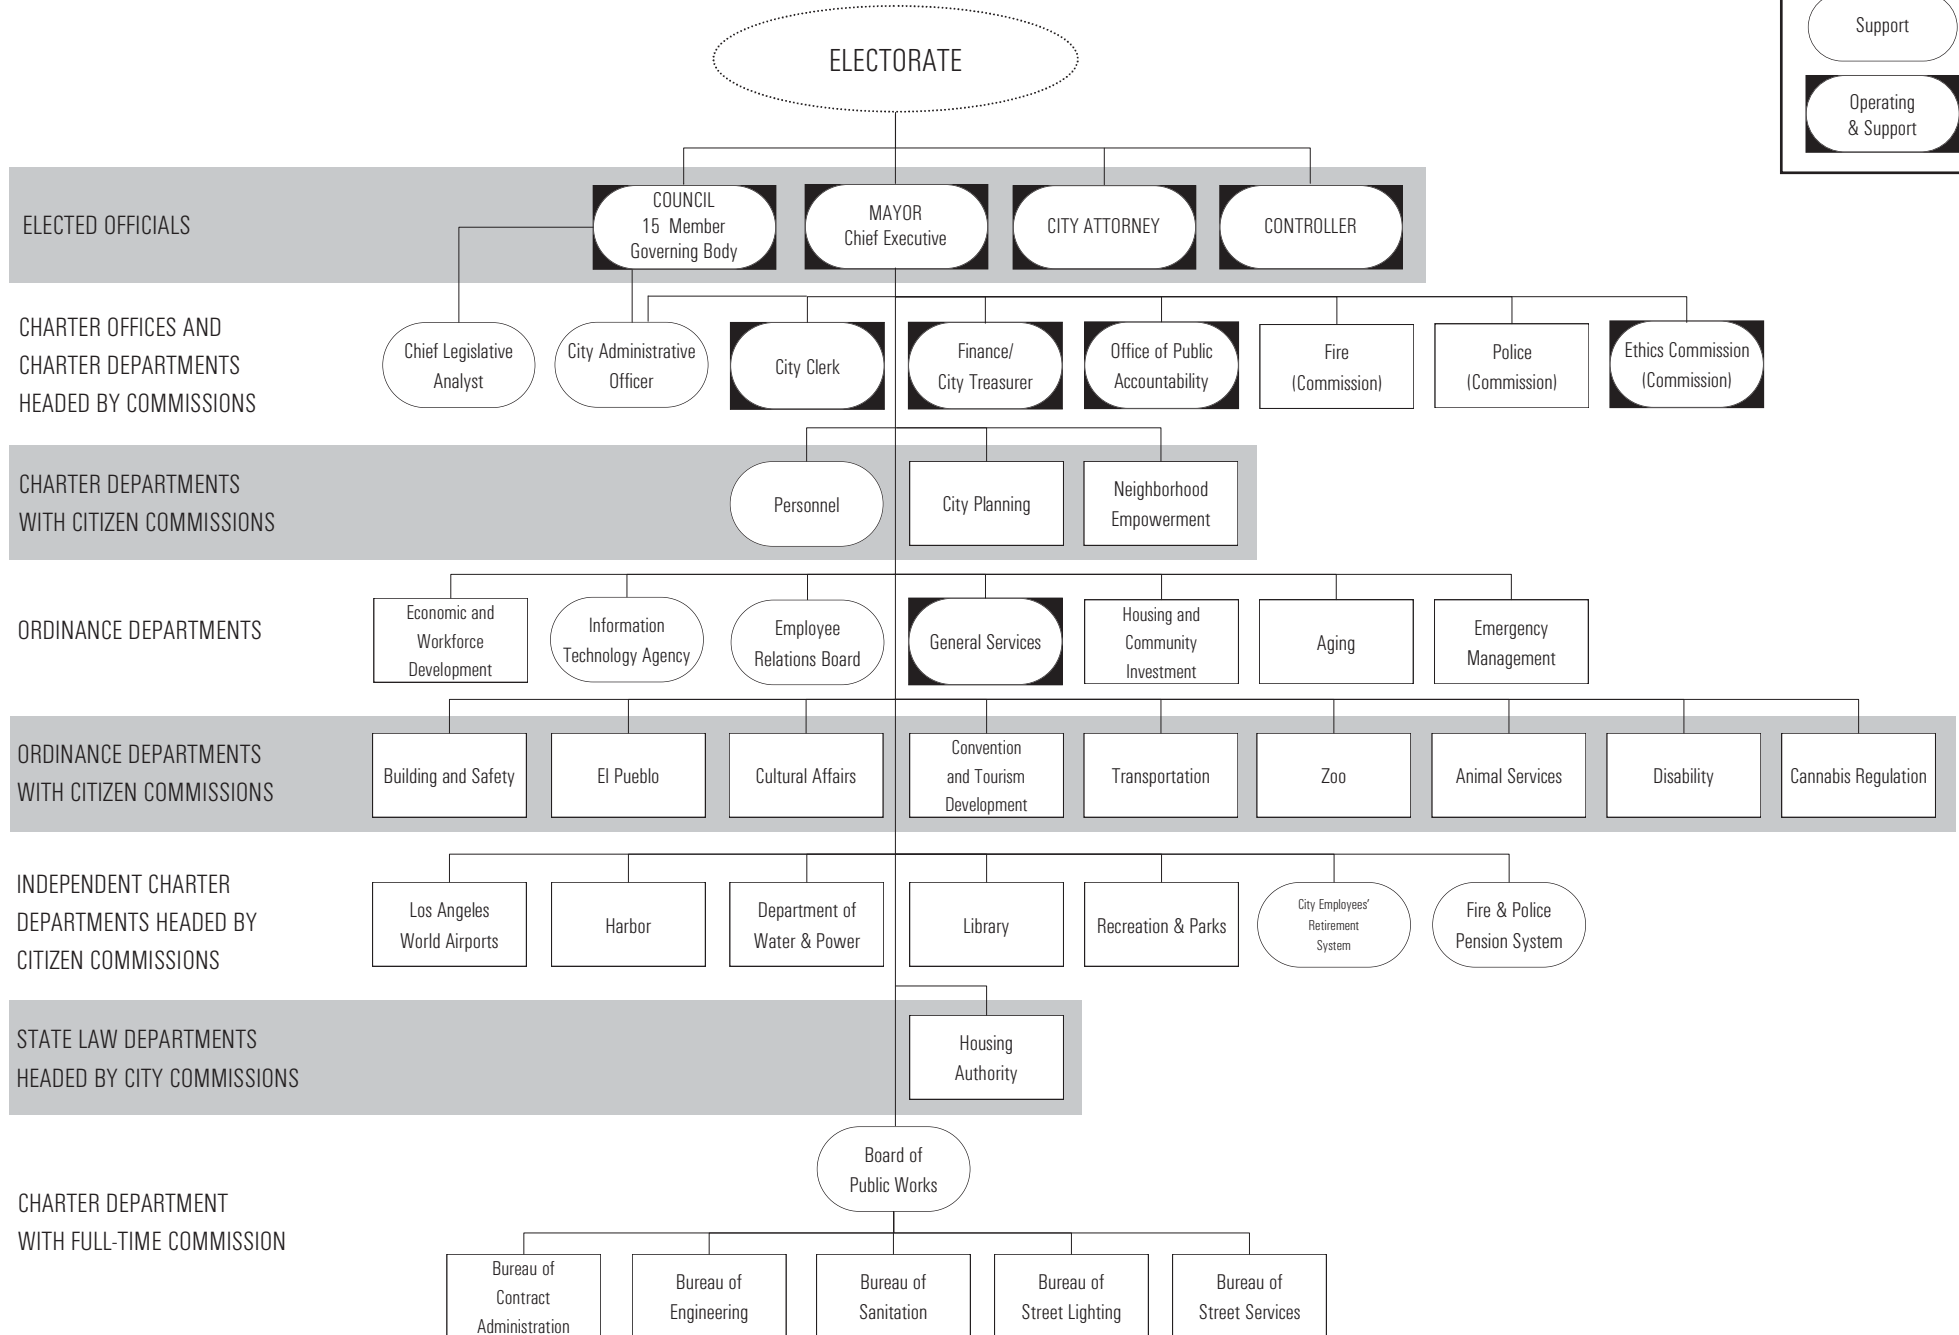 ELECTORATE
Support
Operating
& Support
ELECTED OFFICIALS
COUNCIL
15 Member
Governing Body
MAYOR
Chief Executive
CITY ATTORNEY
CONTROLLER
CHARTER OFFICES AND
CHARTER DEPARTMENTS
HEADED BY COMMISSIONS
Chief Legislative
Analyst
City Administrative
Officer
City Clerk
Finance/
City Treasurer
Office of Public
Accountability
Fire
(Commission)
Police
(Commission)
Ethics Commission
(Commission)
CHARTER DEPARTMENTS
WITH CITIZEN COMMISSIONS
Personnel
City Planning
Neighborhood
Empowerment
ORDINANCE DEPARTMENTS
Economic and
Workforce
Development
Information
Technology Agency
Employee
Relations Board
General Services
Housing and
Community
Investment
Aging
Emergency
Management
ORDINANCE DEPARTMENTS
WITH CITIZEN COMMISSIONS
Building and Safety
El Pueblo
Cultural Affairs
Convention
and Tourism
Development
Transportation
Zoo
Animal Services
Disability
Cannabis Regulation
INDEPENDENT CHARTER
DEPARTMENTS HEADED BY
CITIZEN COMMISSIONS
Los Angeles
World Airports
Harbor
Department of
Water & Power
Library
Recreation & Parks
City Employees'
Retirement
System
Fire & Police
Pension System
STATE LAW DEPARTMENTS
HEADED BY CITY COMMISSIONS
Housing
Authority
CHARTER DEPARTMENT
WITH FULL-TIME COMMISSION
Board of
Public Works
Bureau of
Contract
Administration
Bureau of
Engineering
Bureau of
Sanitation
Bureau of
Street Lighting
Bureau of
Street Services